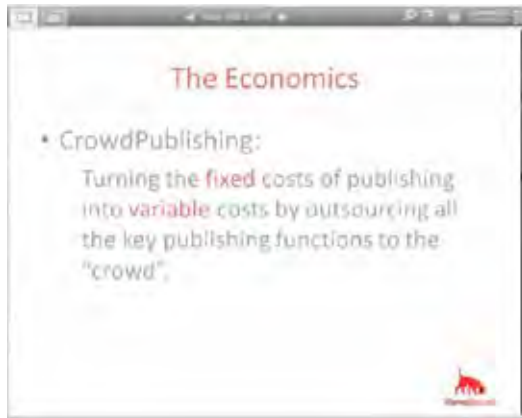 The Economics
• CrowdPublishing:
Turning the fixed costs of publishing
into variable costs by outsourcing all
the key publishing functions to the
"crowd".